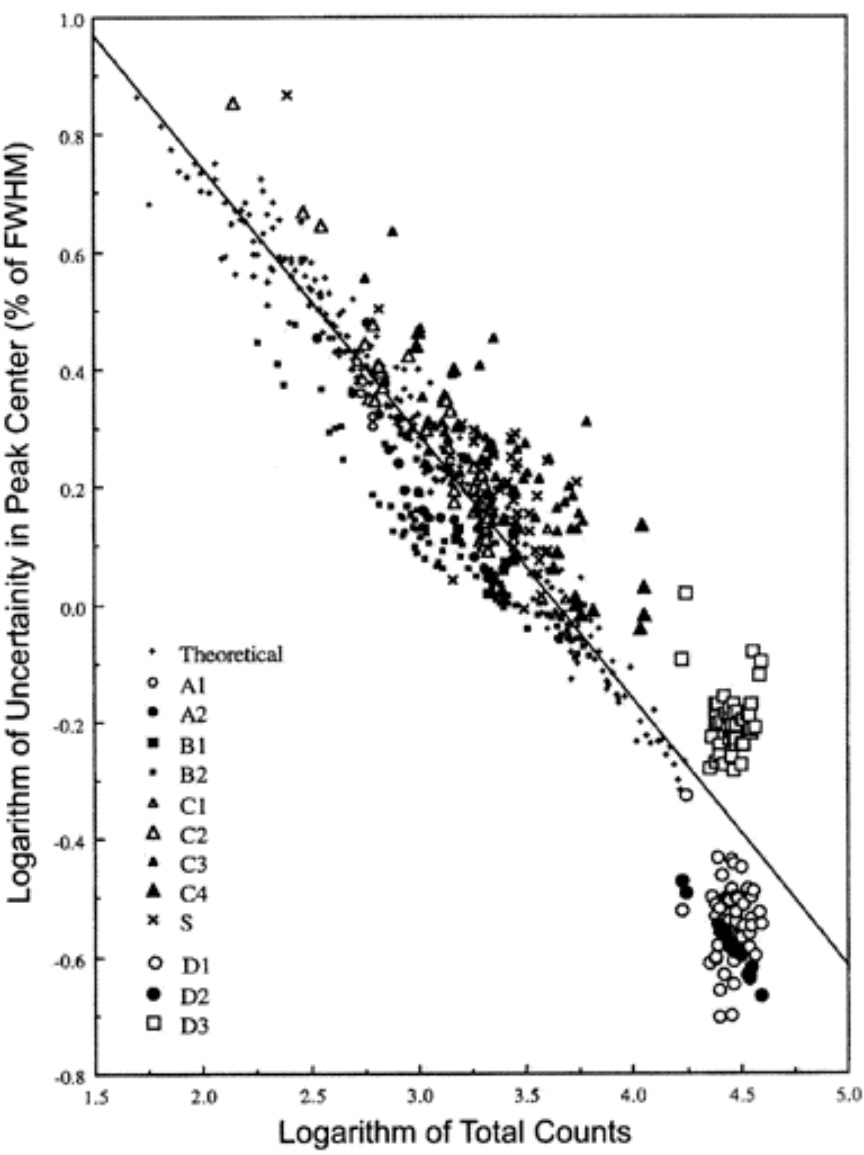 Logarithm of Uncertainity in Peak Center (% of FWHM)
1.0
0.8
0.6
0.4
0.2
0.0
-0.2
-0.4
-0.6
-0.8
Theoretical
A1
A2
B1
B2
C1
C2
C3
C4
S
D1
D2
D3
1.5 2.0 2.5 3.0 3.5 4.0 4.5 5.0
Logarithm of Total Counts